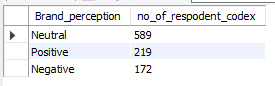 Brand_perception no_of_respodent_codex
Neutral 589
Positive 219
Negative 172